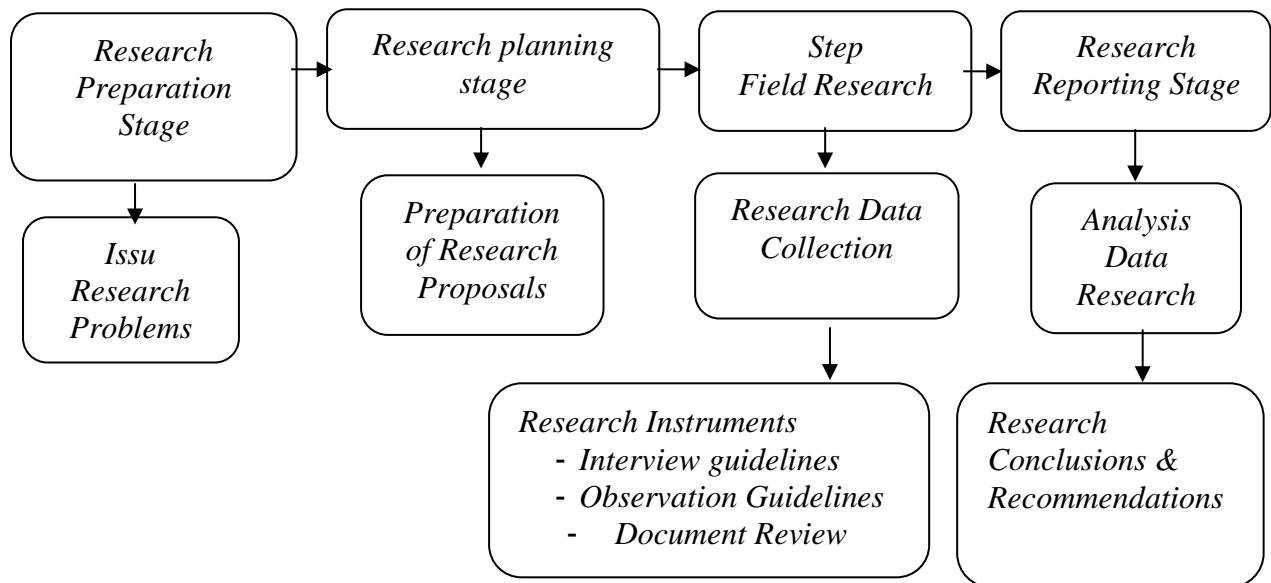 Research
Preparation
Stage
Research planning
stage
Step
Field Research
Research
Reporting Stage
Issu
Research
Problems
Preparation
of Research
Proposals
Research Data
Collection
Analysis
Data
Research
Research Instruments
- Interview guidelines
- Observation Guidelines
- Document Review
Research
Conclusions &
Recommendations